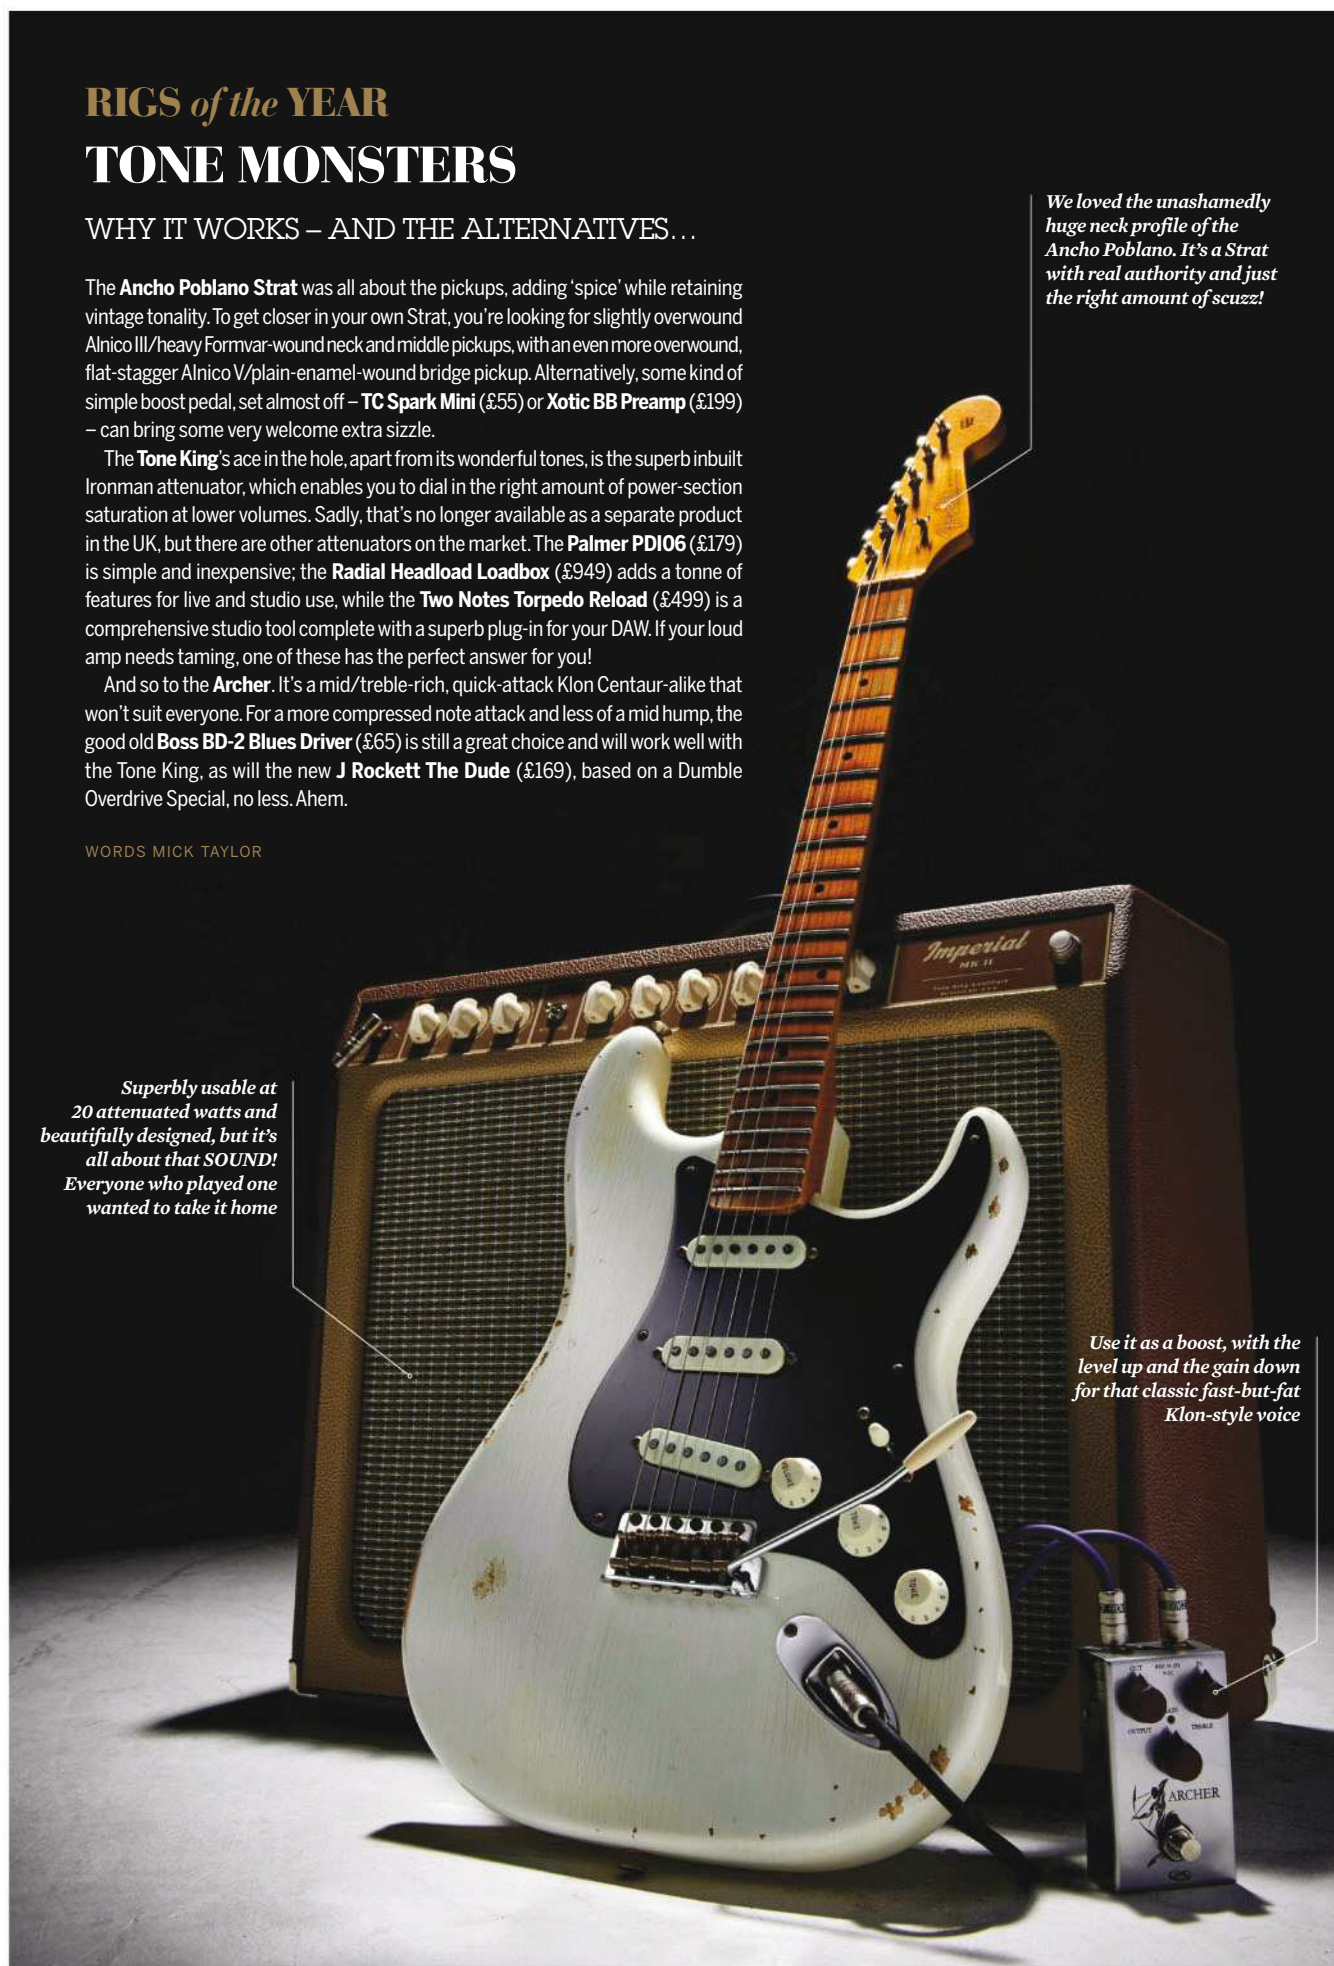 RIGS of the YEAR
TONE MONSTERS
WHY IT WORKS – AND THE ALTERNATIVES...
The Ancho Poblano Strat was all about the pickups, adding ‘spice’ while retaining
vintage tonality. To get closer in your own Strat, you’re looking for slightly overwound
Alnico III/heavy Formvar-wound neck and middle pickups, with an even more overwound,
flat-stagger Alnico V/plain-enamel-wound bridge pickup. Alternatively, some kind of
simple boost pedal, set almost off – TC Spark Mini (£55) or Xotic BB Preamp (£199)
– can bring some very welcome extra sizzle.
The Tone King’s ace in the hole, apart from its wonderful tones, is the superb inbuilt
Ironman attenuator, which enables you to dial in the right amount of power-section
saturation at lower volumes. Sadly, that’s no longer available as a separate product
in the UK, but there are other attenuators on the market. The Palmer PDI06 (£179)
is simple and inexpensive; the Radial Headload Loadbox (£949) adds a tonne of
features for live and studio use, while the Two Notes Torpedo Reload (£499) is a
comprehensive studio tool complete with a superb plug-in for your DAW. If your loud
amp needs taming, one of these has the perfect answer for you!
And so to the Archer. It’s a mid/treble-rich, quick-attack Klon Centaur-alike that
won’t suit everyone. For a more compressed note attack and less of a mid hump, the
good old Boss BD-2 Blues Driver (£65) is still a great choice and will work well with
the Tone King, as will the new J Rockett The Dude (£169), based on a Dumble
Overdrive Special, no less. Ahem.
WORDS MICK TAYLOR
We loved the unashamedly
huge neck profile of the
Ancho Poblano. It’s a Strat
with real authority and just
the right amount of scuzz!
Imperial
MK II
Superbly usable at
20 attenuated watts and
beautifully designed, but it’s
all about that SOUND!
Everyone who played one
wanted to take it home
Use it as a boost, with the
level up and the gain down
for that classic fast-but-fat
Klon-style voice
VOLUME
TONE
TONE
OUT
IN
OUTPUT
TREBLE
ARCHER